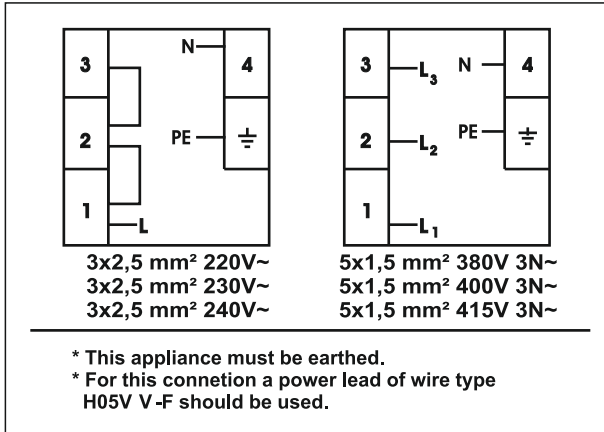 3 N 4
2 PE
1 L
3x2,5 mm² 220V~
3x2,5 mm² 230V~
3x2,5 mm² 240V~
3 L3 N 4
2 L2 PE
1 L1
5x1,5 mm² 380V 3N~
5x1,5 mm² 400V 3N~
5x1,5 mm² 415V 3N~
* This appliance must be earthed.
* For this connetion a power lead of wire type
H05V V-F should be used.